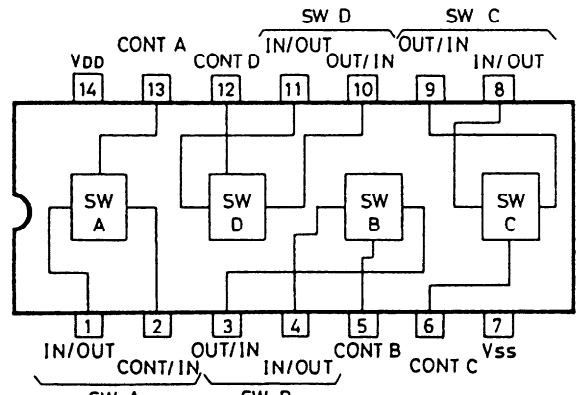 SW D SW C
CONT A IN/OUT OUT/IN
VDD CONT D OUT/IN IN/OUT
14 13 12 11 10 9 8
SW SW SW SW
A D B C
1 2 3 4 5 6 7
IN/OUT OUT/IN CONT B VSS
CONT/IN IN/OUT CONT C
SW A SW B